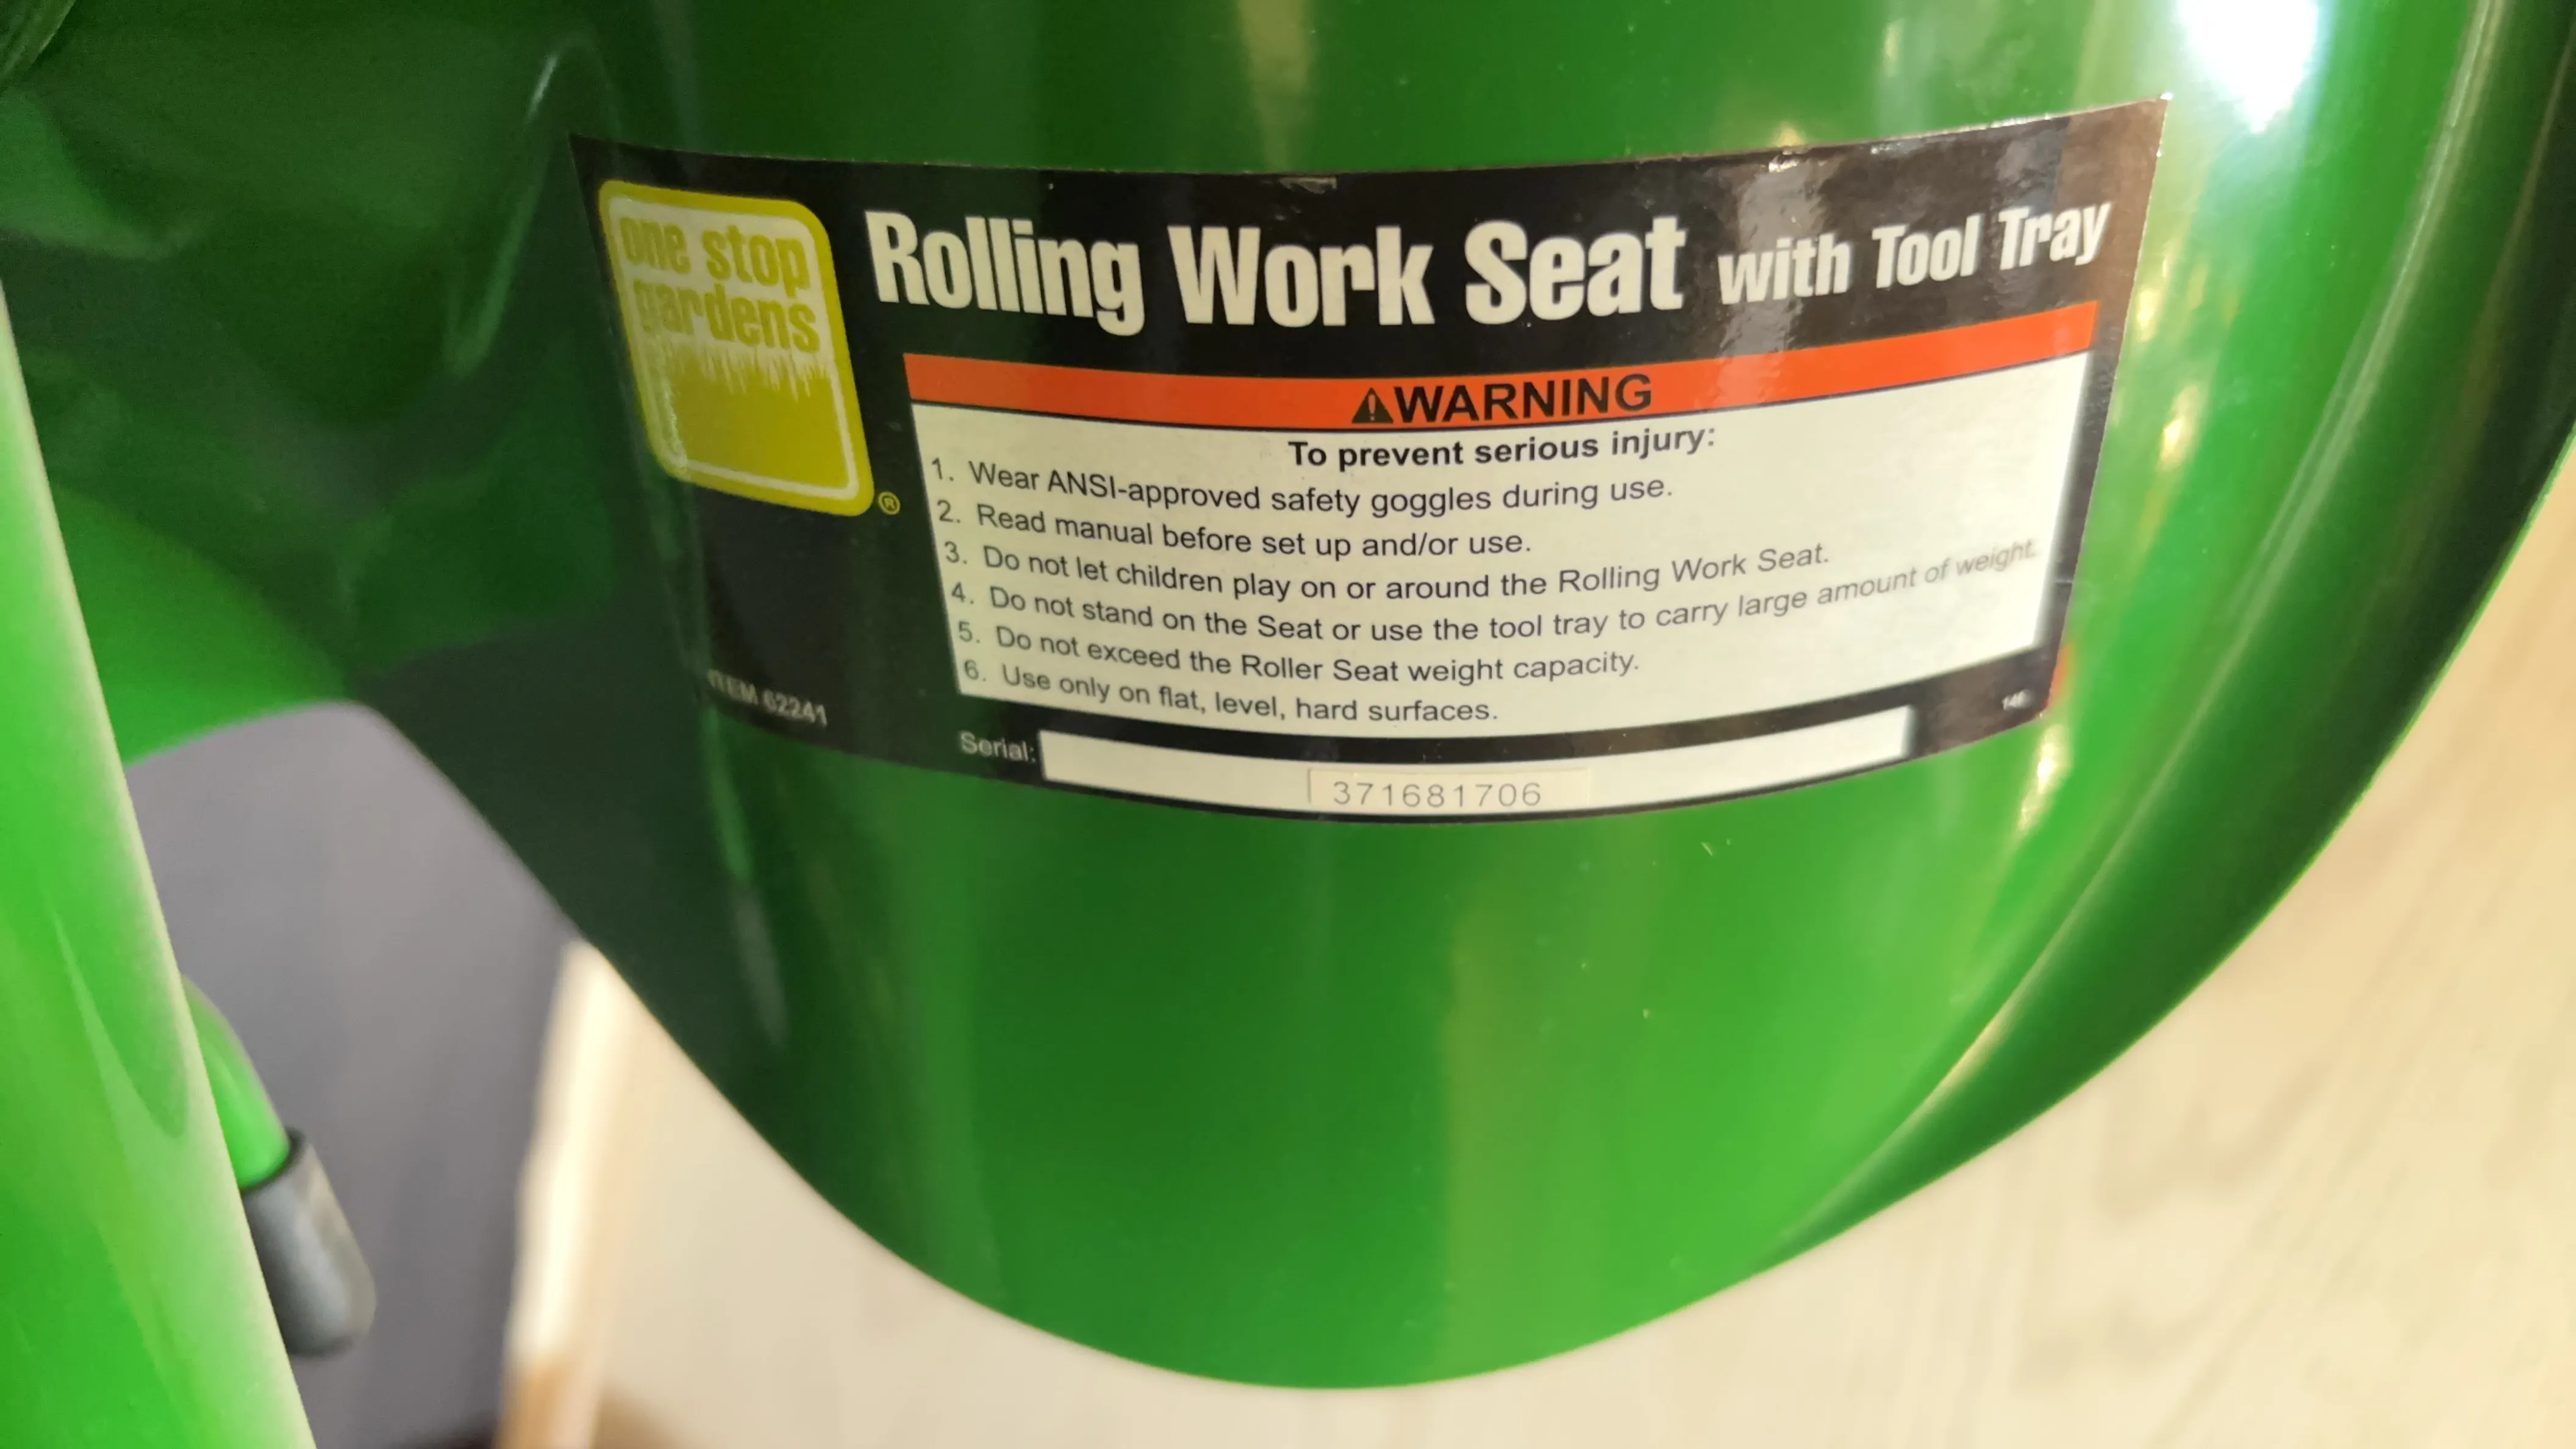 one stop
gardens
®
Rolling Work Seat with Tool Tray
⚠WARNING
To prevent serious injury:
1. Wear ANSI-approved safety goggles during use.
2. Read manual before set up and/or use.
3. Do not let children play on or around the Rolling Work Seat.
4. Do not stand on the Seat or use the tool tray to carry large amount of weight.
5. Do not exceed the Roller Seat weight capacity.
6. Use only on flat, level, hard surfaces.
ITEM 62241
Serial:
371681706